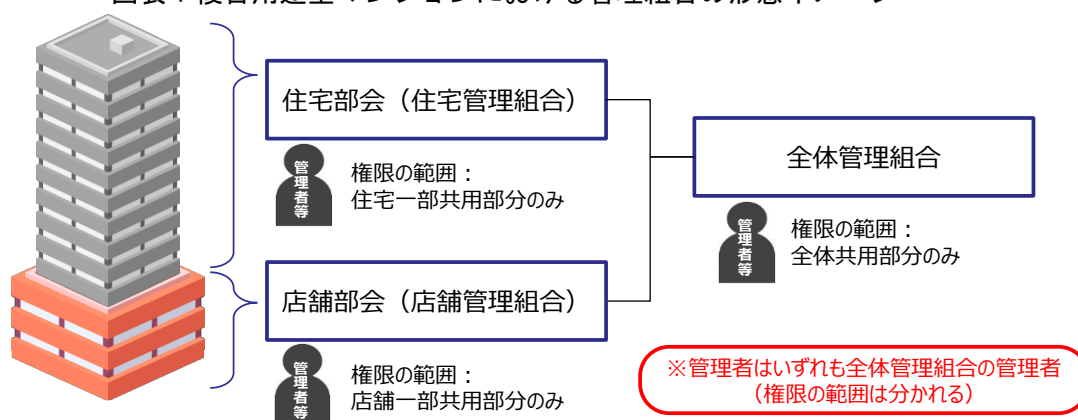 住宅部会（住宅管理組合）
管理者等
権限の範囲：
住宅一部共用部分のみ
全体管理組合
管理者等
権限の範囲：
全体共用部分のみ
店舗部会（店舗管理組合）
管理者等
権限の範囲：
店舗一部共用部分のみ
※管理者はいずれも全体管理組合の管理者
（権限の範囲は分かれる）